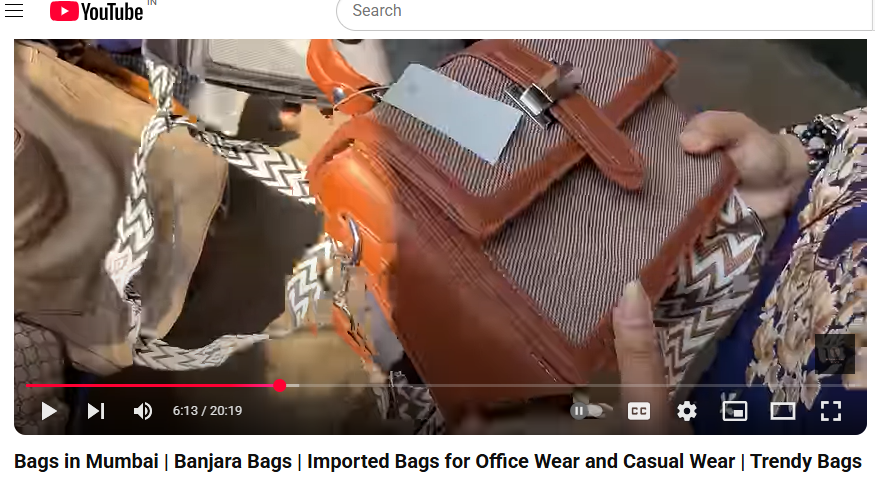 YouTube IN
Search
6:13 / 20:19
CC
Bags in Mumbai | Banjara Bags | Imported Bags for Office Wear and Casual Wear | Trendy Bags